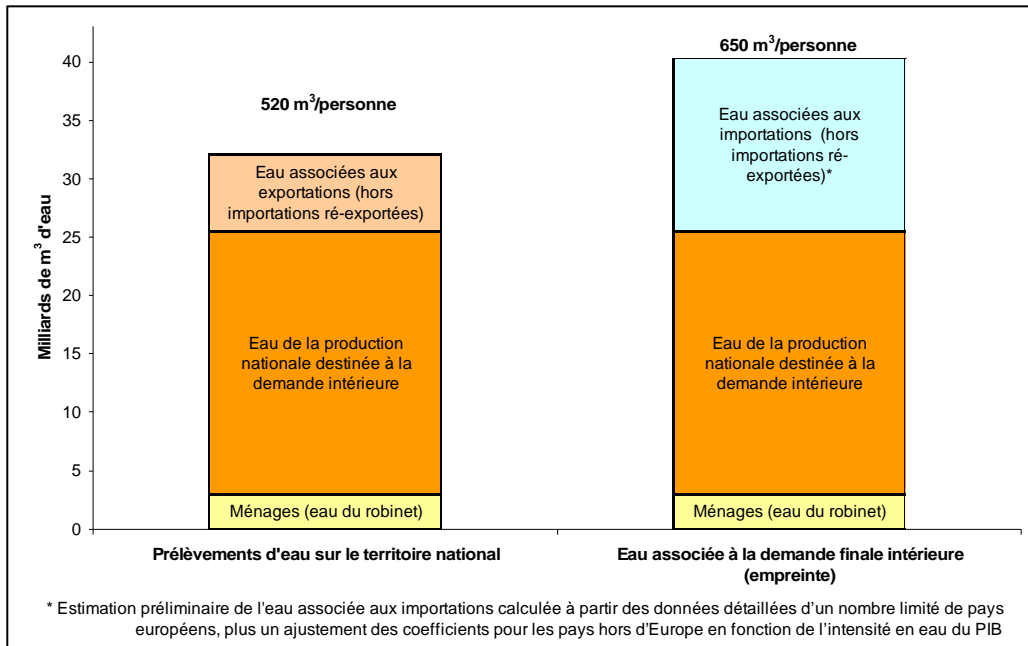 650 m³/personne
520 m³/personne
Milliards de m³ d'eau
40
35
30
25
20
15
10
5
0
Eau associées aux
exportations (hors
importations ré-exportées)
Eau de la production
nationale destinée à la
demande intérieure
Ménages (eau du robinet)
Eau associées aux
importations (hors
importations ré-
exportées)*
Eau de la production
nationale destinée à la
demande intérieure
Ménages (eau du robinet)
Prélèvements d'eau sur le territoire national
Eau associée à la demande finale intérieure
(empreinte)
* Estimation préliminaire de l'eau associée aux importations calculée à partir des données détaillées d'un nombre limité de pays
européens, plus un ajustement des coefficients pour les pays hors d'Europe en fonction de l'intensité en eau du PIB